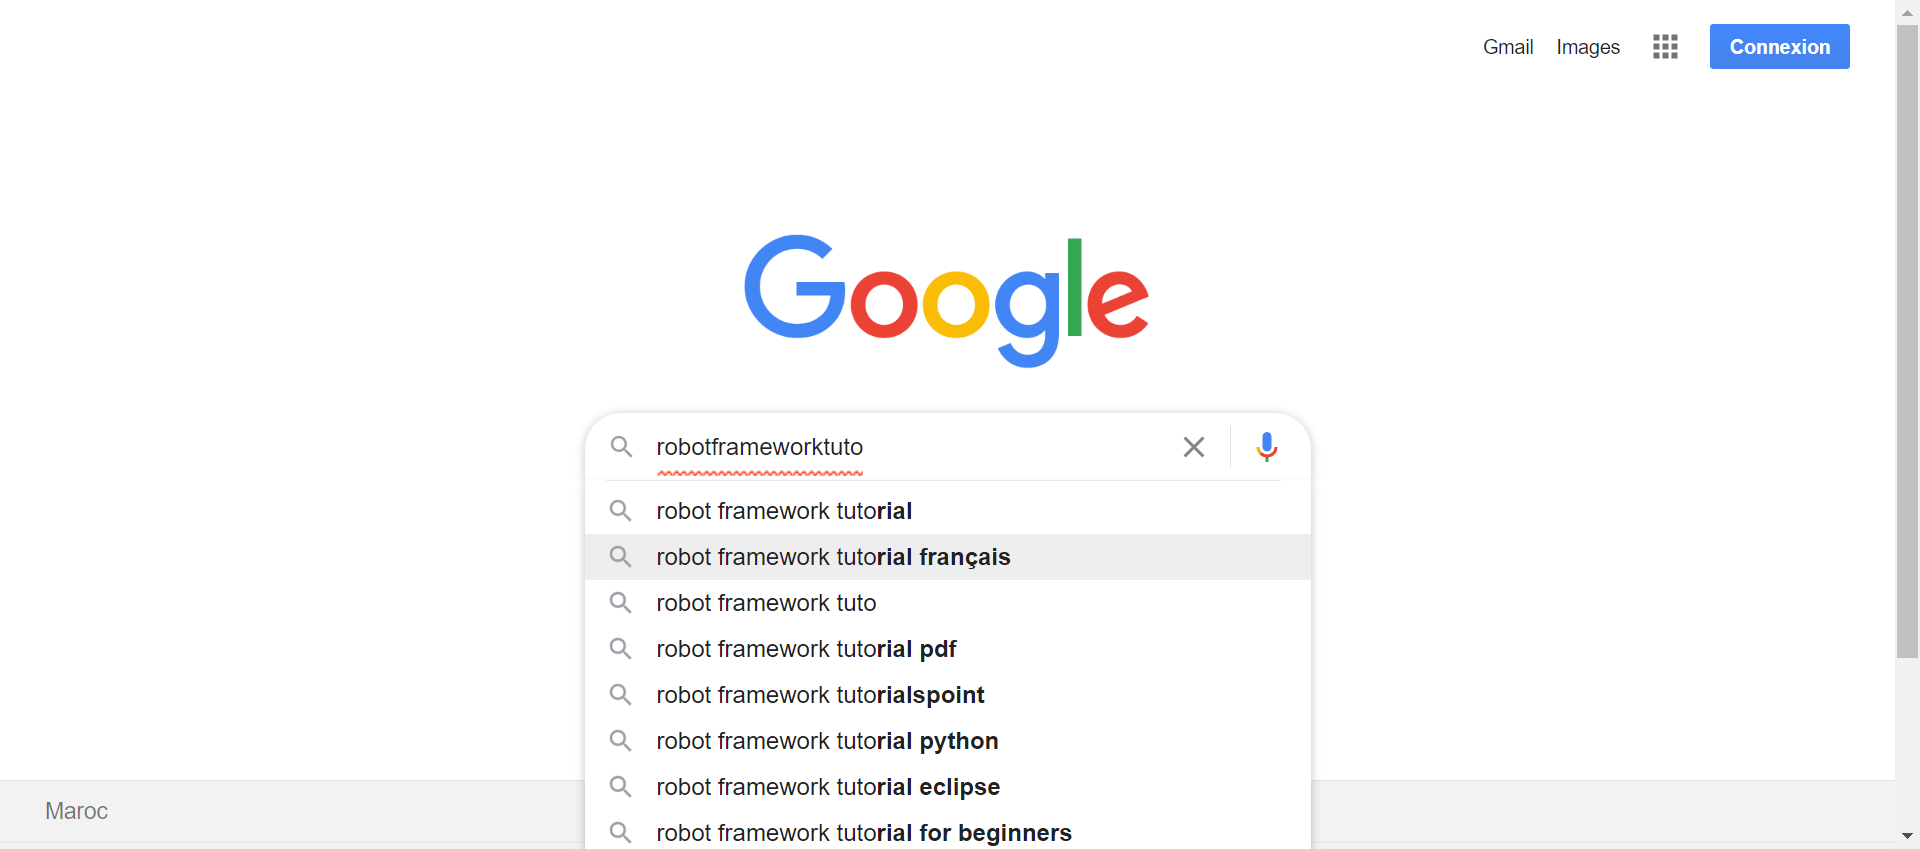 Gmail Images Connexion
Google
robotframeworktuto
robot framework tutorial
robot framework tutorial français
robot framework tuto
robot framework tutorial pdf
robot framework tutorialspoint
robot framework tutorial python
robot framework tutorial eclipse
Maroc
robot framework tutorial for beginners